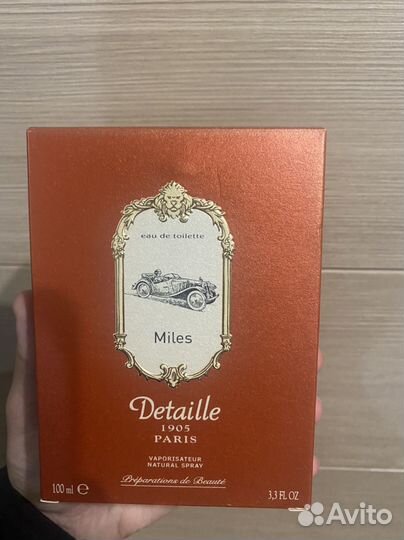 eau de toilette
Miles
Detaille
1905
PARIS
VAPORISATEUR
NATURAL SPRAY
Préparations de Beauté
100 ml ℮
3,3 FL OZ
Avito